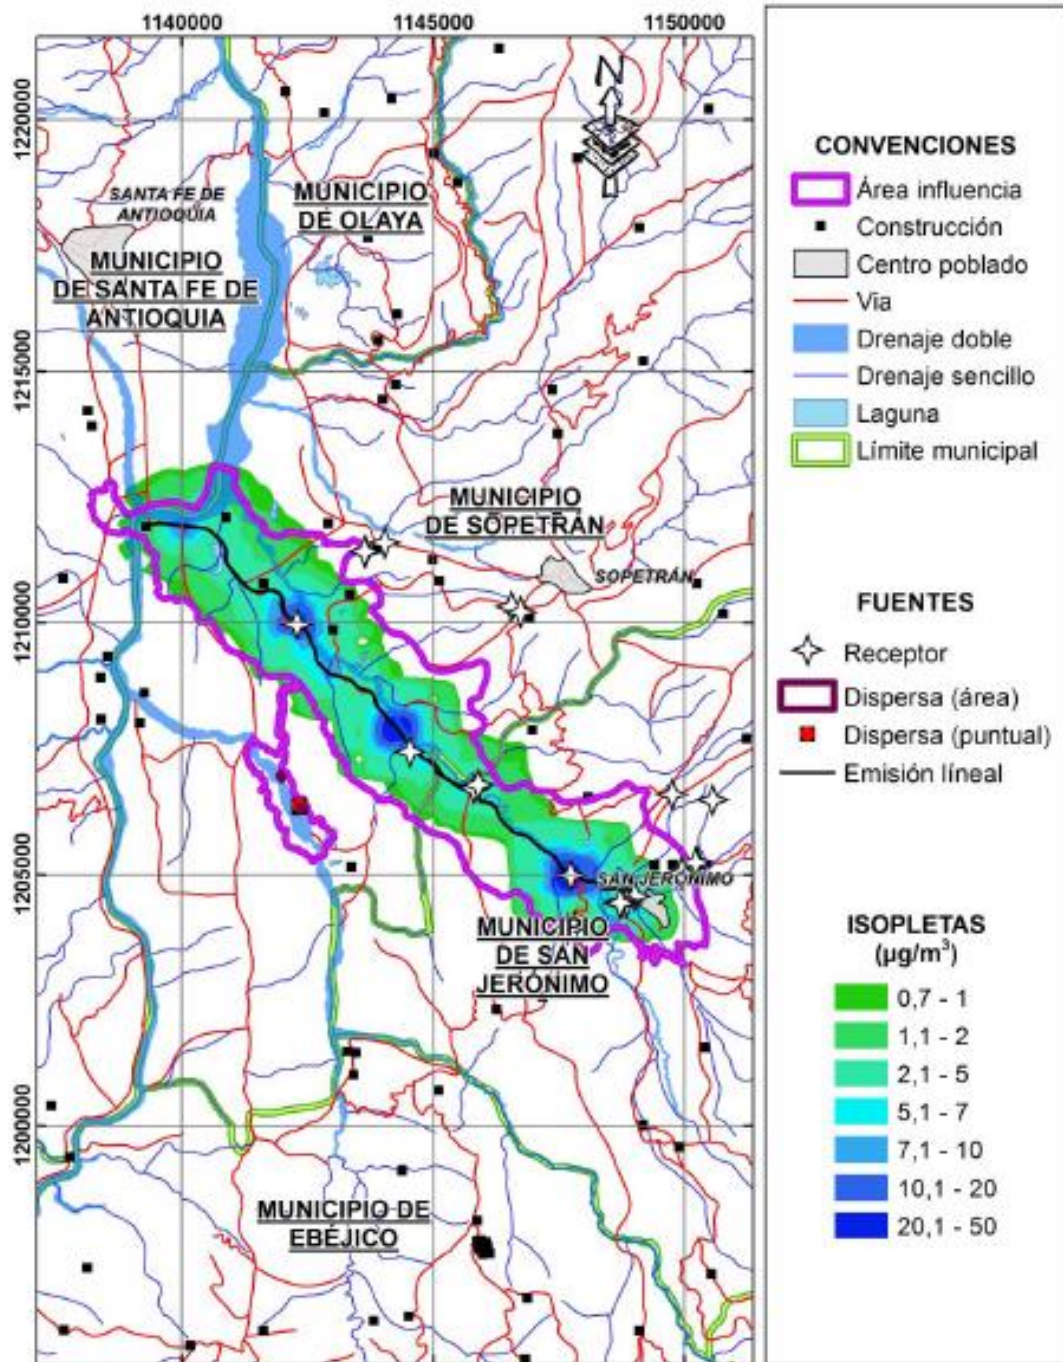 1140000
1145000
1150000
1220000
1215000
1210000
1205000
1200000
N
SANTA FE DE
ANTIOQUIA
MUNICIPIO
DE SANTA FE DE
ANTIOQUIA
MUNICIPIO
DE OLAYA
MUNICIPIO
DE SOPETRÁN
SOPETRÁN
SAN JERÓNIMO
MUNICIPIO
DE SAN
JERÓNIMO
MUNICIPIO DE
EBÉJICO
CONVENCIONES
Área influencia
Construcción
Centro poblado
Vía
Drenaje doble
Drenaje sencillo
Laguna
Límite municipal
FUENTES
Receptor
Dispersa (área)
Dispersa (puntual)
Emisión líneal
ISOPLETAS
(µg/m³)
0,7 - 1
1,1 - 2
2,1 - 5
5,1 - 7
7,1 - 10
10,1 - 20
20,1 - 50